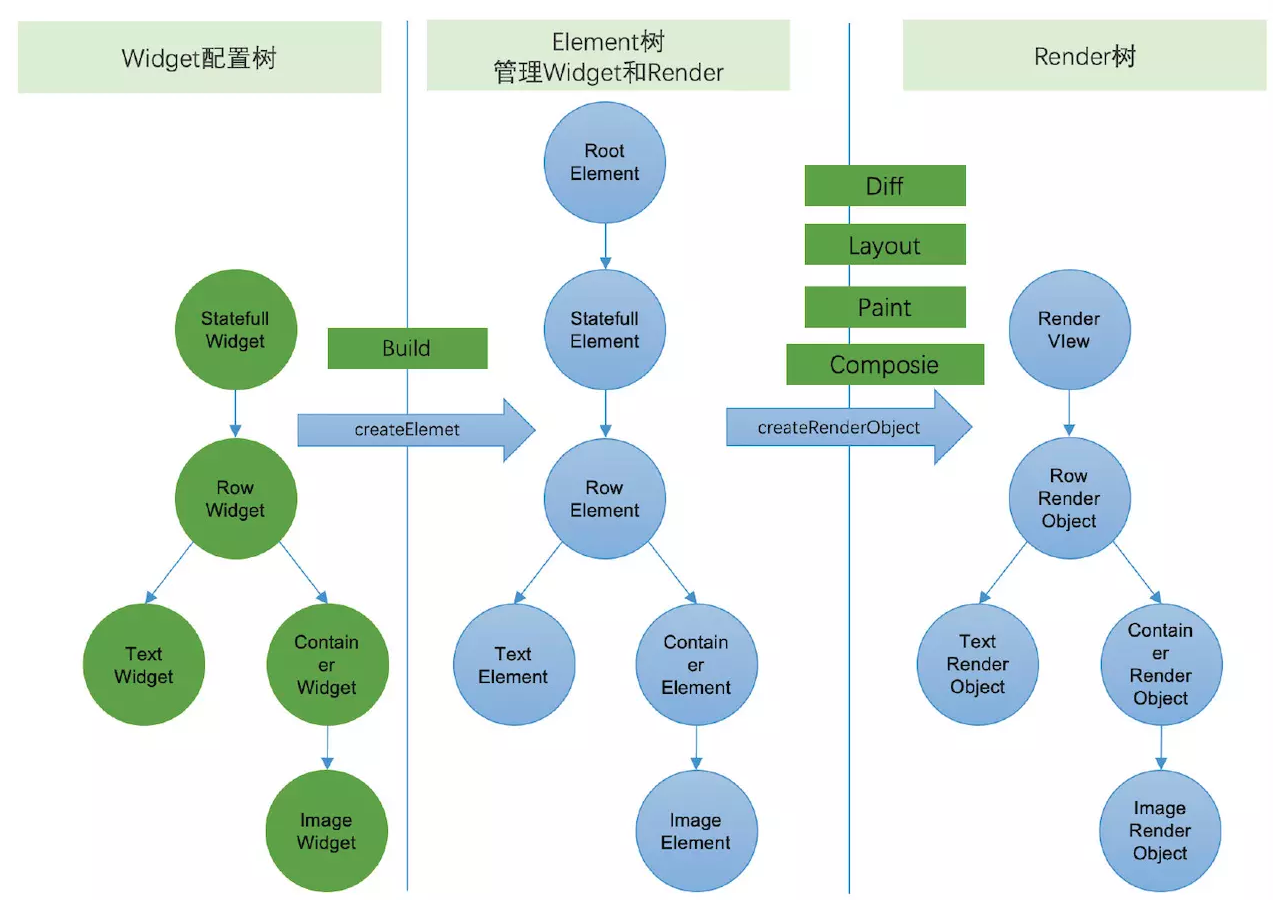 Widget配置树
Element树
管理Widget和Render
Render树
Root
Element
Diff
Layout
Paint
Composie
Statefull
Widget
Build
Statefull
Element
Render
VIew
createElemet
createRenderObject
Row
Widget
Row
Element
Row
Render
Object
Text
Widget
Contain
er
Widget
Text
Element
Contain
er
Element
Text
Render
Object
Contain
er
Render
Object
Image
Widget
Image
Element
Image
Render
Object